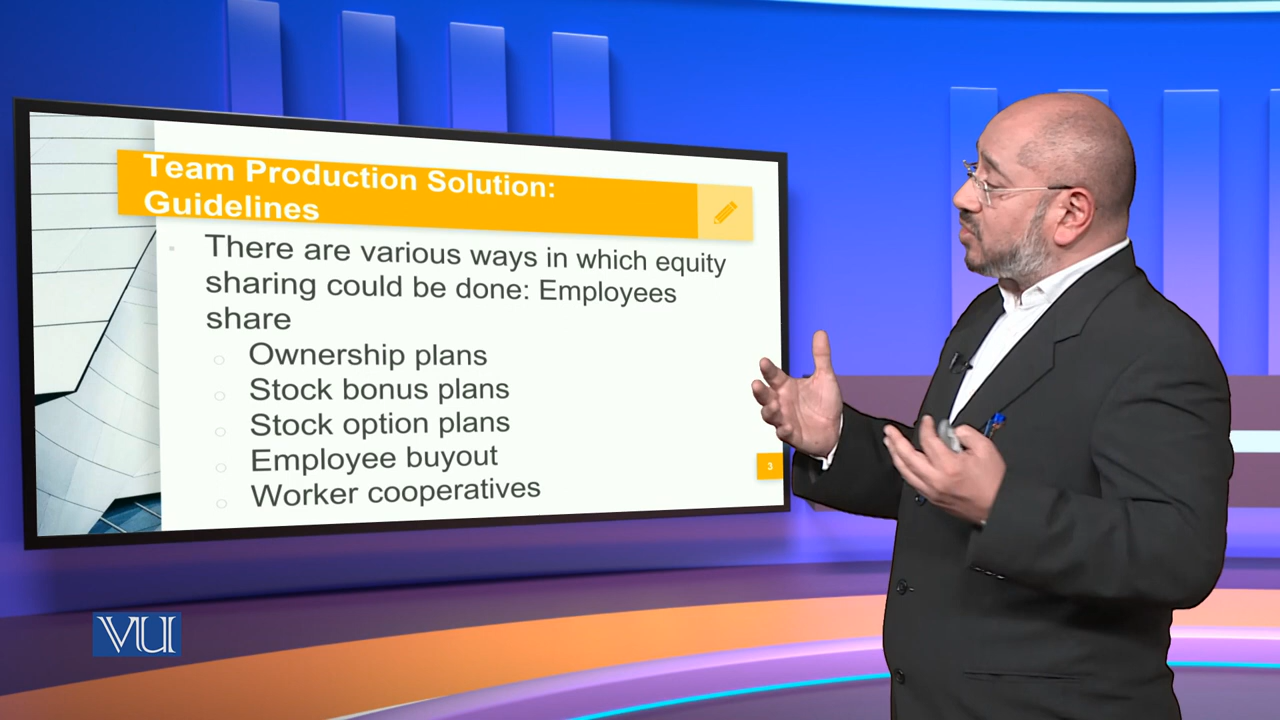 Team Production Solution:
Guidelines
There are various ways in which equity
sharing could be done: Employees
share
Ownership plans
Stock bonus plans
Stock option plans
Employee buyout
Worker cooperatives
3
VU